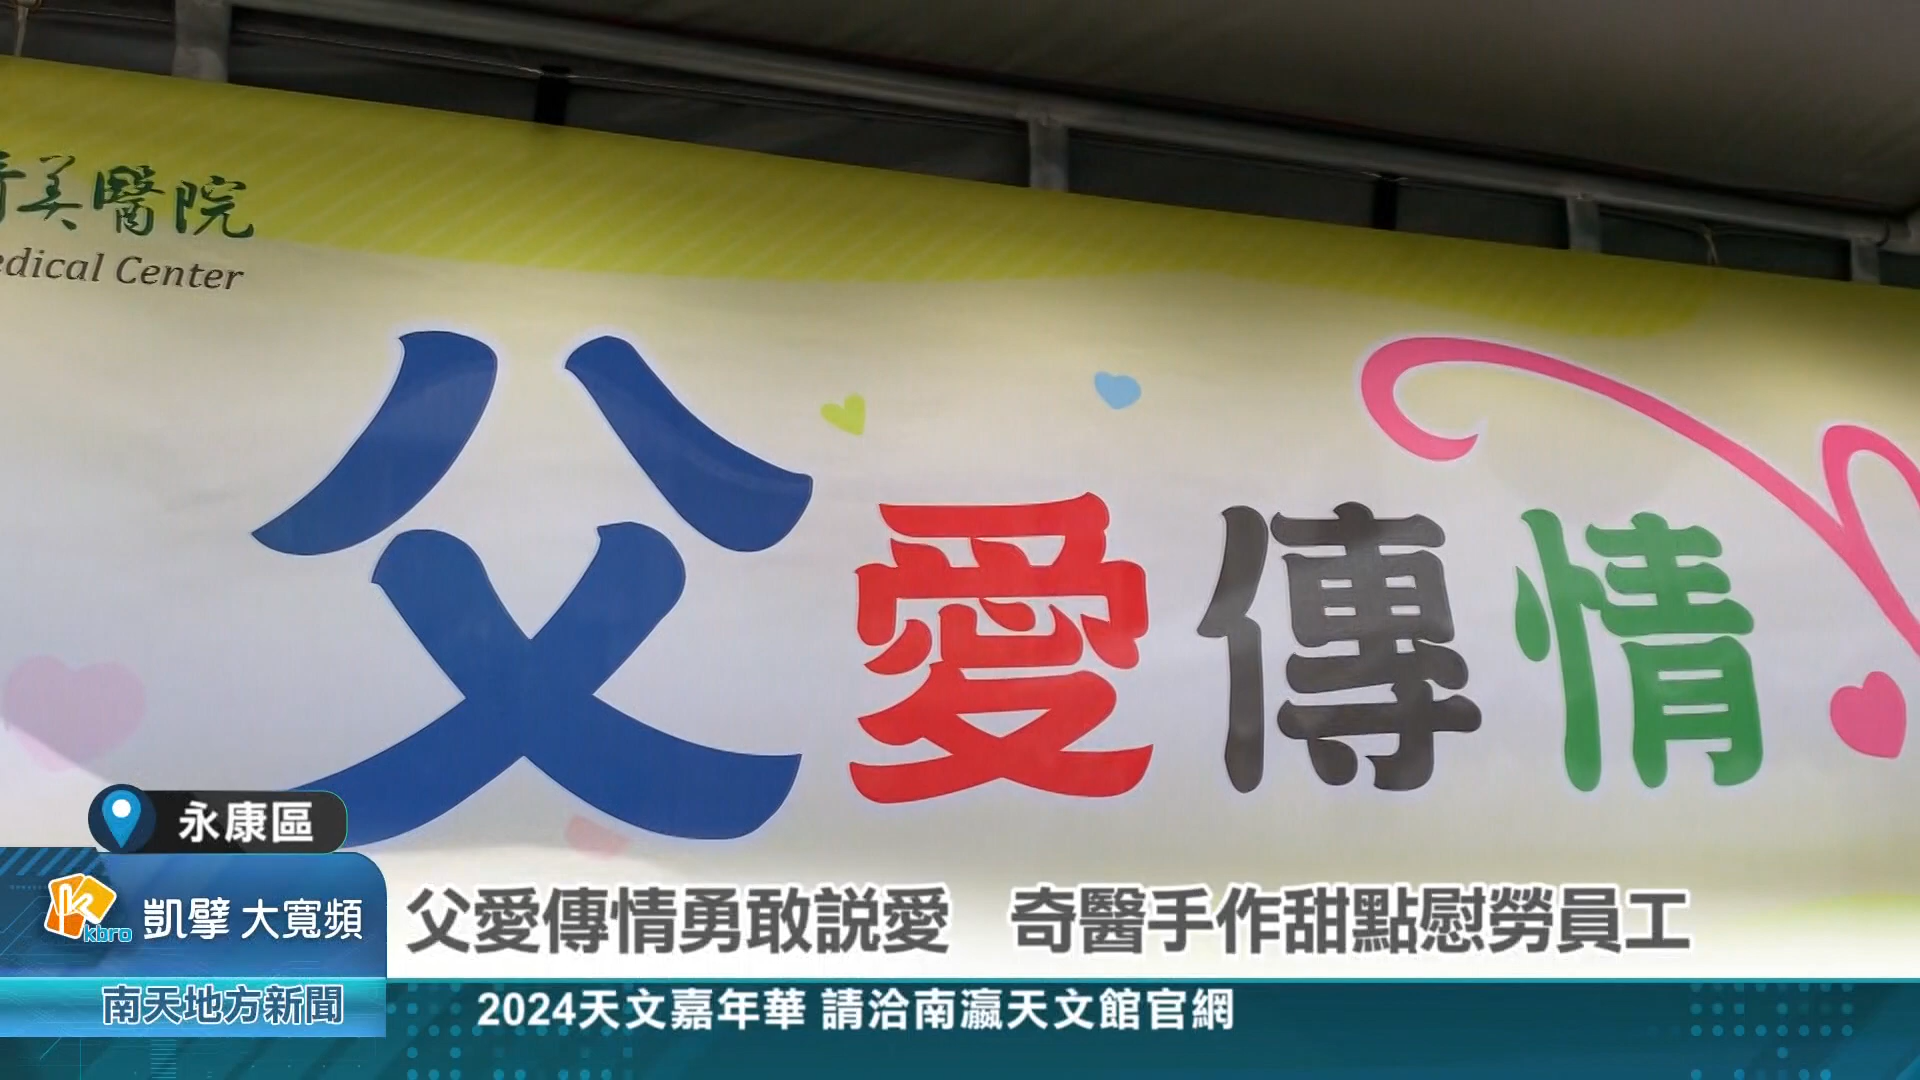 奇美醫院
Medical Center
父愛傳情
永康區
kbro 凱擘大寬頻
父愛傳情勇敢説愛 奇醫手作甜點慰勞員工
南天地方新聞
2024天文嘉年華 請洽南瀛天文館官網